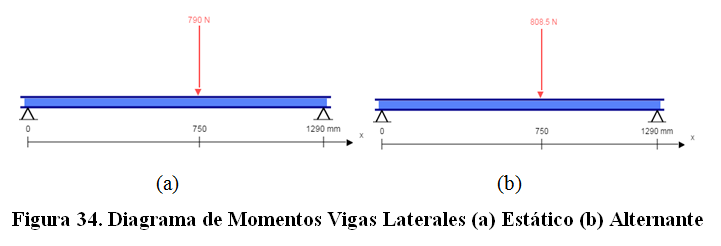 790 N
808.5 N
0 750 1290 mm x
0 750 1290 mm x
(a) (b)
Figura 34. Diagrama de Momentos Vigas Laterales (a) Estático (b) Alternante